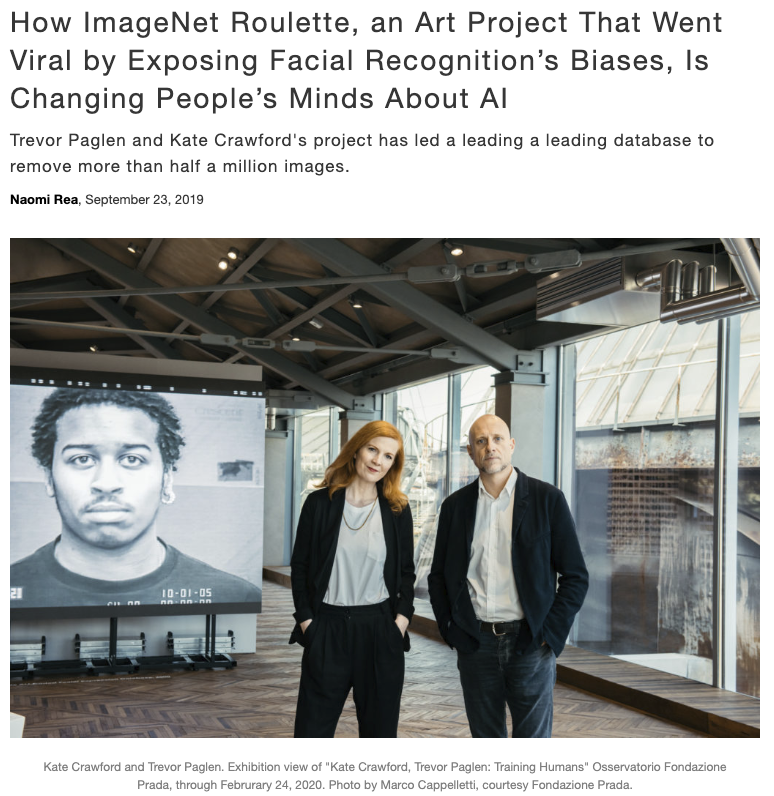 How ImageNet Roulette, an Art Project That Went
Viral by Exposing Facial Recognition’s Biases, Is
Changing People’s Minds About AI
Trevor Paglen and Kate Crawford's project has led a leading a leading database to
remove more than half a million images.
Naomi Rea, September 23, 2019
10-01-05
Kate Crawford and Trevor Paglen. Exhibition view of "Kate Crawford, Trevor Paglen: Training Humans" Osservatorio Fondazione
Prada, through Februrary 24, 2020. Photo by Marco Cappelletti, courtesy Fondazione Prada.